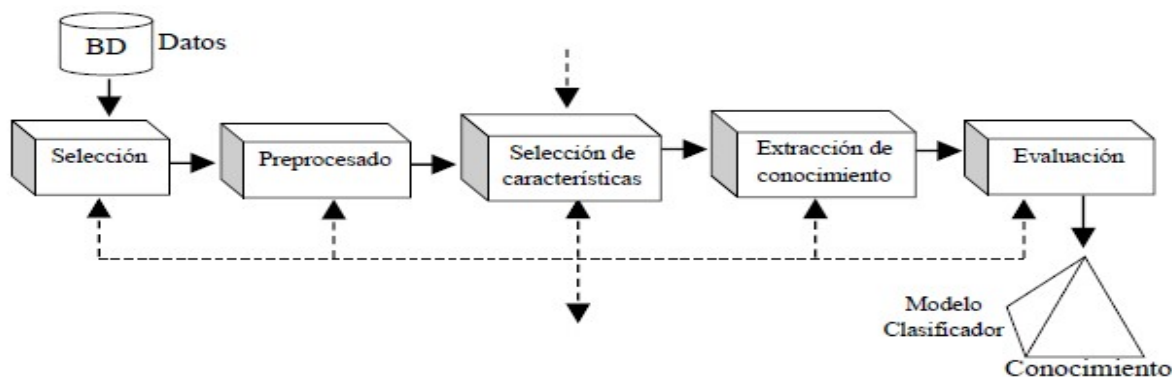 BD
Datos
Selección
Preprocesado
Selección de
características
Extracción de
conocimiento
Evaluación
Modelo
Clasificador
Conocimiento